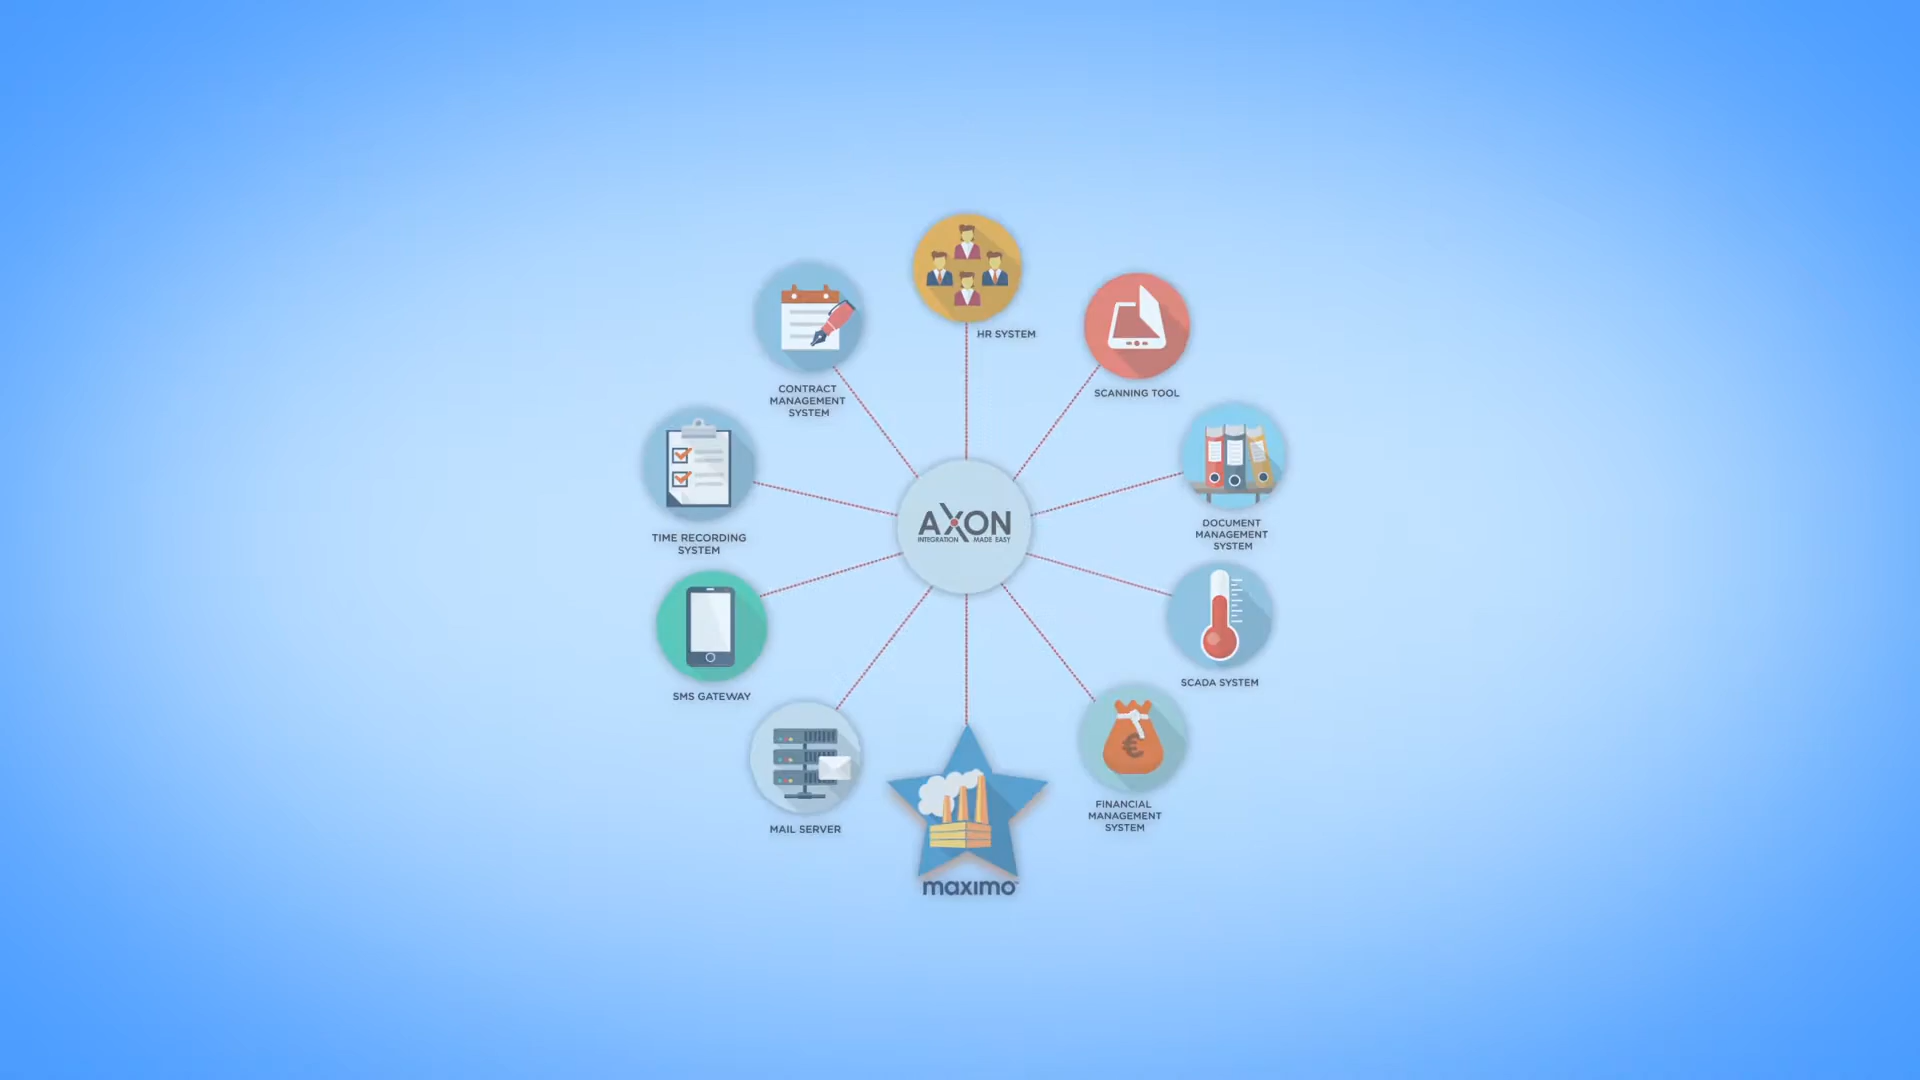 HR SYSTEM
CONTRACT
MANAGEMENT
SYSTEM
SCANNING TOOL
TIME RECORDING
SYSTEM
AXON
INTEGRATION MADE EASY
DOCUMENT
MANAGEMENT
SYSTEM
SMS GATEWAY
SCADA SYSTEM
MAIL SERVER
FINANCIAL
MANAGEMENT
SYSTEM
€
maximo™